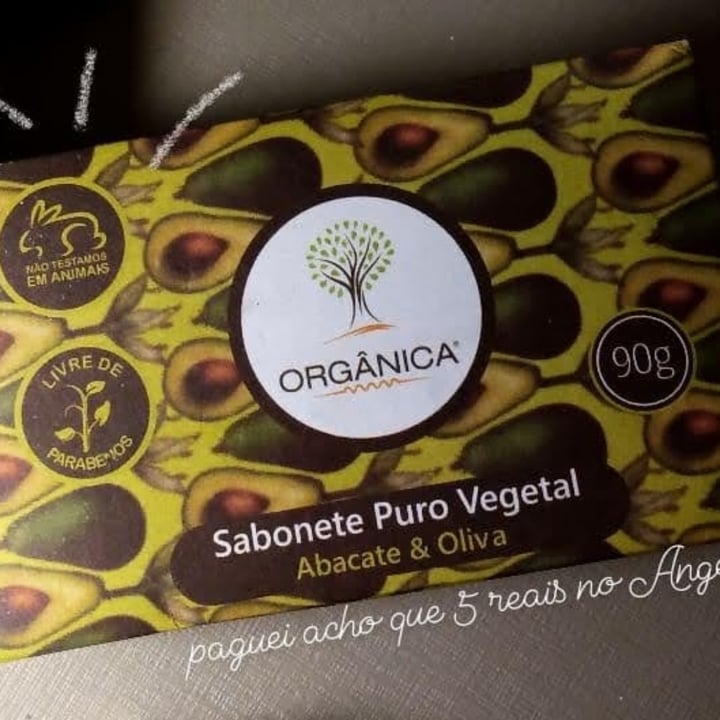 NÃO TESTAMOS
EM ANIMAIS
LIVRE DE
PARABENOS
ORGÂNICA®
90g
Sabonete Puro Vegetal
Abacate & Oliva
paguei acho que 5 reais no